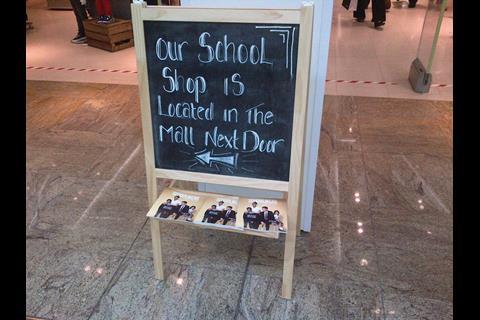 Our School
Shop is
Located in The
Mall Next Door